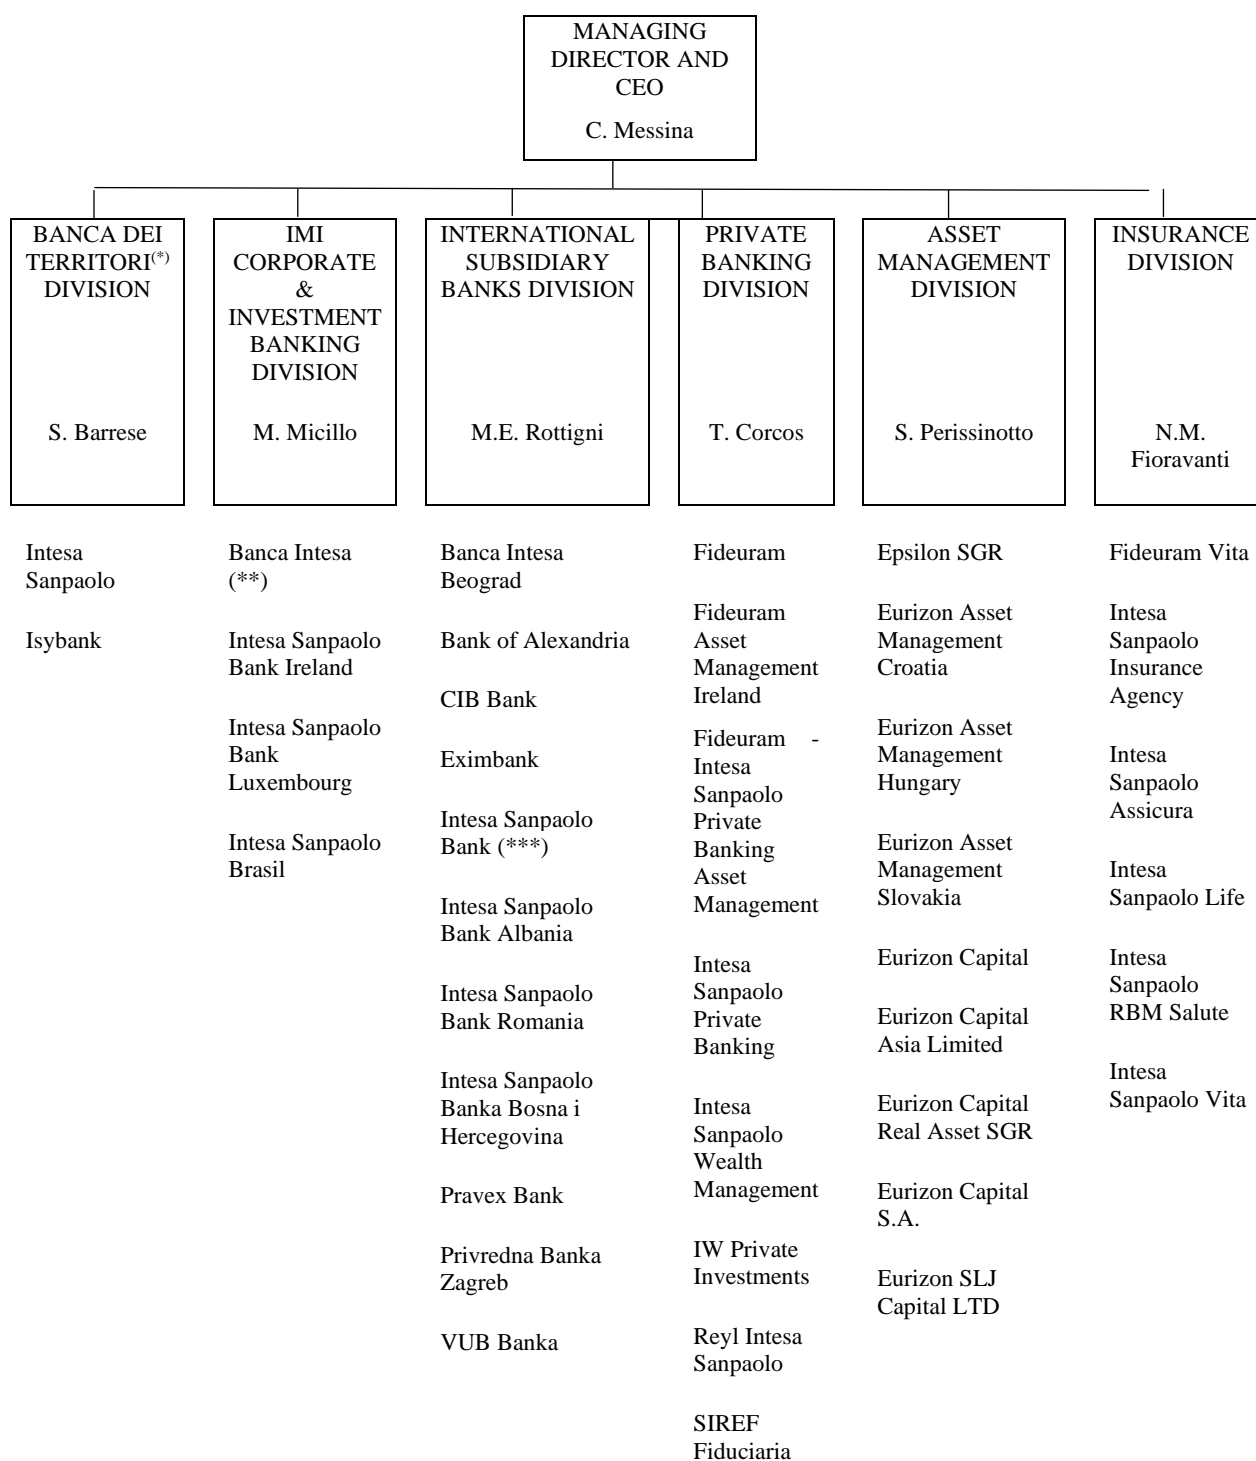 MANAGING
DIRECTOR AND
CEO
C. Messina
BANCA DEI
TERRITORI(*)
DIVISION
S. Barrese
IMI
CORPORATE
&
INVESTMENT
BANKING
DIVISION
M. Micillo
INTERNATIONAL
SUBSIDIARY
BANKS DIVISION
M.E. Rottigni
PRIVATE
BANKING
DIVISION
T. Corcos
ASSET
MANAGEMENT
DIVISION
S. Perissinotto
INSURANCE
DIVISION
N.M.
Fioravanti
Intesa
Sanpaolo
Isybank
Banca Intesa
(**)
Intesa Sanpaolo
Bank Ireland
Intesa Sanpaolo
Bank
Luxembourg
Intesa Sanpaolo
Brasil
Banca Intesa
Beograd
Bank of Alexandria
CIB Bank
Eximbank
Intesa Sanpaolo
Bank (***)
Intesa Sanpaolo
Bank Albania
Intesa Sanpaolo
Bank Romania
Intesa Sanpaolo
Banka Bosna i
Hercegovina
Pravex Bank
Privredna Banka
Zagreb
VUB Banka
Fideuram
Fideuram
Asset
Management
Ireland
Fideuram -
Intesa
Sanpaolo
Private
Banking
Asset
Management
Intesa
Sanpaolo
Private
Banking
Intesa
Sanpaolo
Wealth
Management
IW Private
Investments
Reyl Intesa
Sanpaolo
SIREF
Fiduciaria
Epsilon SGR
Eurizon Asset
Management
Croatia
Eurizon Asset
Management
Hungary
Eurizon Asset
Management
Slovakia
Eurizon Capital
Eurizon Capital
Asia Limited
Eurizon Capital
Real Asset SGR
Eurizon Capital
S.A.
Eurizon SLJ
Capital LTD
Fideuram Vita
Intesa
Sanpaolo
Insurance
Agency
Intesa
Sanpaolo
Assicura
Intesa
Sanpaolo Life
Intesa
Sanpaolo
RBM Salute
Intesa
Sanpaolo Vita